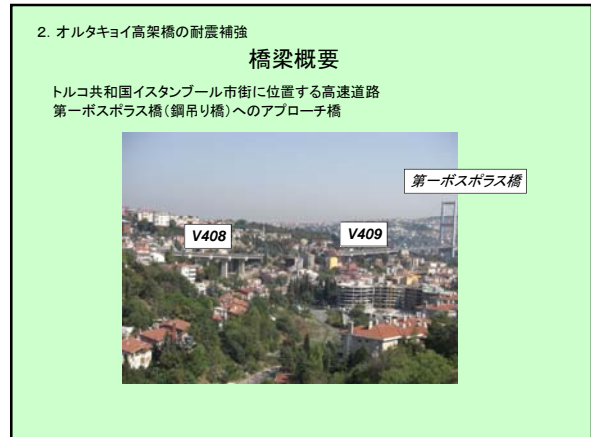 2. オルタキョイ高架橋の耐震補強
橋梁概要
トルコ共和国イスタンブール市街に位置する高速道路
第一ボスポラス橋(鋼吊り橋)へのアプローチ橋
第一ボスポラス橋
V408
V409